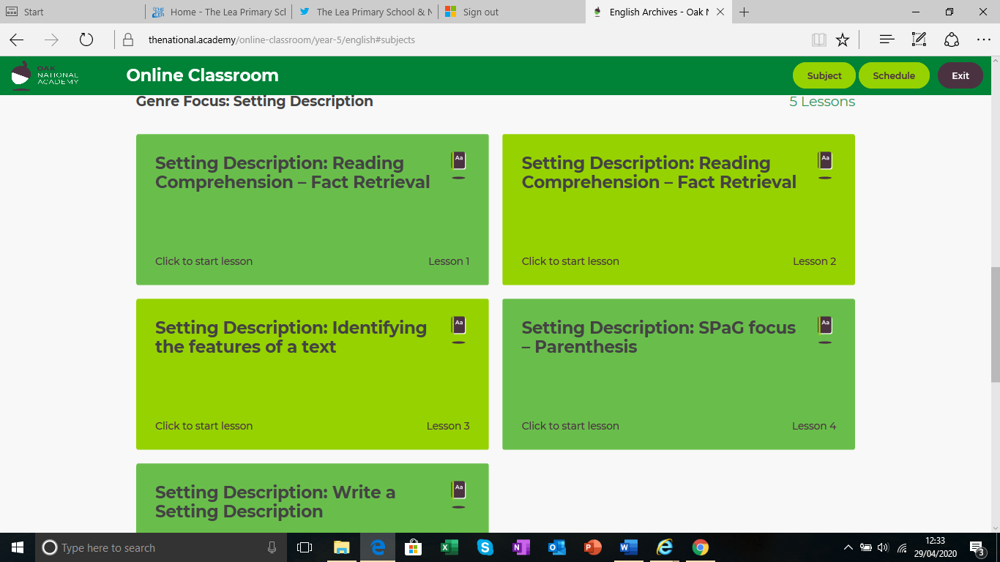 Start
Home - The Lea Primary Scl
The Lea Primary School & N
Sign out
English Archives - Oak N
thenational.academy/online-classroom/year-5/english#subjects
OAK
NATIONAL
ACADEMY
Online Classroom
Subject
Schedule
Exit
Genre Focus: Setting Description
5 Lessons
Setting Description: Reading
Comprehension – Fact Retrieval
Aa
Click to start lesson
Lesson 1
Setting Description: Reading
Comprehension – Fact Retrieval
Aa
Click to start lesson
Lesson 2
Setting Description: Identifying
the features of a text
Aa
Click to start lesson
Lesson 3
Setting Description: SPaG focus
– Parenthesis
Aa
Click to start lesson
Lesson 4
Setting Description: Write a
Setting Description
Aa
Type here to search
12:33
29/04/2020
3